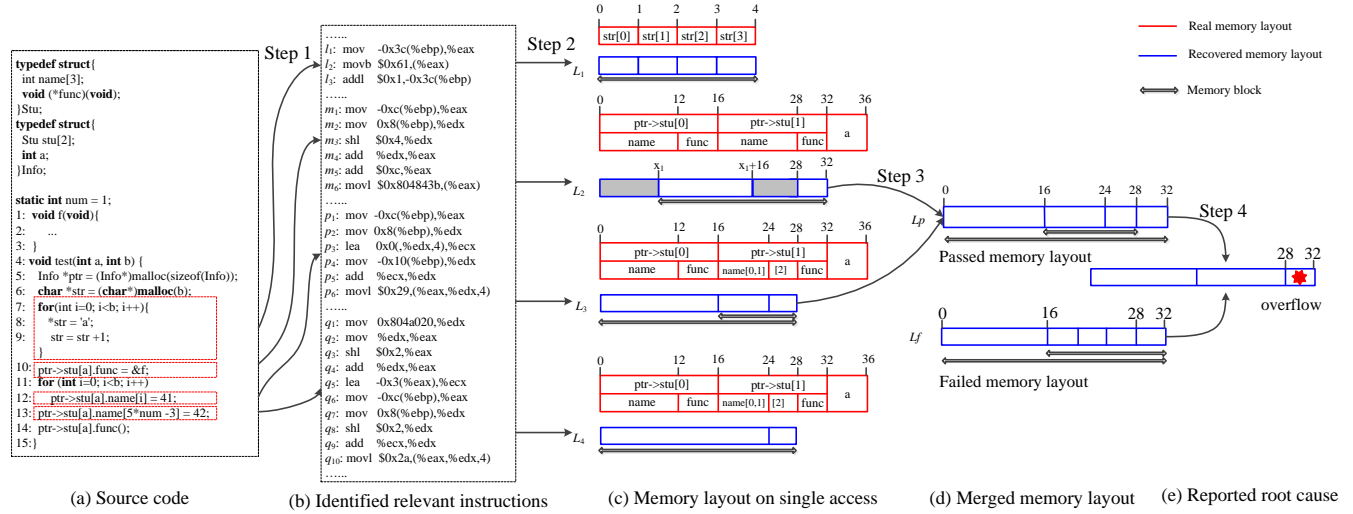 typedef struct{
int name[3];
void (*func)(void);
}Stu;
typedef struct{
Stu stu[2];
int a;
}Info;
static int num = 1;
1: void f(void){
2: ...
3: }
4: void test(int a, int b) {
5: Info *ptr = (Info*)malloc(sizeof(Info));
6: char *str = (char*)malloc(b);
7: for(int i=0; i<b; i++){
8: *str = 'a';
9: str = str +1;
}
10: ptr->stu[a].func = &f;
11: for (int i=0; i<b; i++)
12: ptr->stu[a].name[i] = 41;
13: ptr->stu[a].name[5*num -3] = 42;
14: ptr->stu[a].func();
15:}
(a) Source code
Step 1
......
l1: mov -0x3c(%ebp),%eax
l2: movb $0x61,(%eax)
l3: addl $0x1,-0x3c(%ebp)
......
m1: mov -0xc(%ebp),%eax
m2: mov 0x8(%ebp),%edx
m3: shl $0x4,%edx
m4: add %edx,%eax
m5: add $0xc,%eax
m6: movl $0x804843b,(%eax)
......
p1: mov -0xc(%ebp),%eax
p2: mov 0x8(%ebp),%edx
p3: lea 0x0(,%edx,4),%ecx
p4: mov -0x10(%ebp),%eax
p5: add %ecx,%edx
p6: movl $0x29,(%eax,%edx,4)
......
q1: mov 0x804a020,%edx
q2: mov %edx,%eax
q3: shl $0x2,%eax
q4: add %edx,%eax
q5: lea -0x3(%eax),%ecx
q6: mov -0xc(%ebp),%eax
q7: mov 0x8(%ebp),%edx
q8: shl $0x2,%edx
q9: add %ecx,%edx
q10: movl $0x2a,(%eax,%edx,4)
......
(b) Identified relevant instructions
Step 2
0 1 2 3 4
str[0] str[1] str[2] str[3]
L1
0 12 16 28 32 36
ptr->stu[0] ptr->stu[1] a
name func name func
x1 x1+16 28 32
L2
0 12 16 24 28 32 36
ptr->stu[0] ptr->stu[1] a
name func name[0,1] [2] func
L3
0 12 16 24 28 32 36
ptr->stu[0] ptr->stu[1] a
name func name[0,1] [2] func
L4
(c) Memory layout on single access
Real memory layout
Recovered memory layout
Memory block
Step 3
0 16 24 28 32
Lp
Passed memory layout
0 16 28 32
Lf
Failed memory layout
(d) Merged memory layout
Step 4
28 32
overflow
(e) Reported root cause